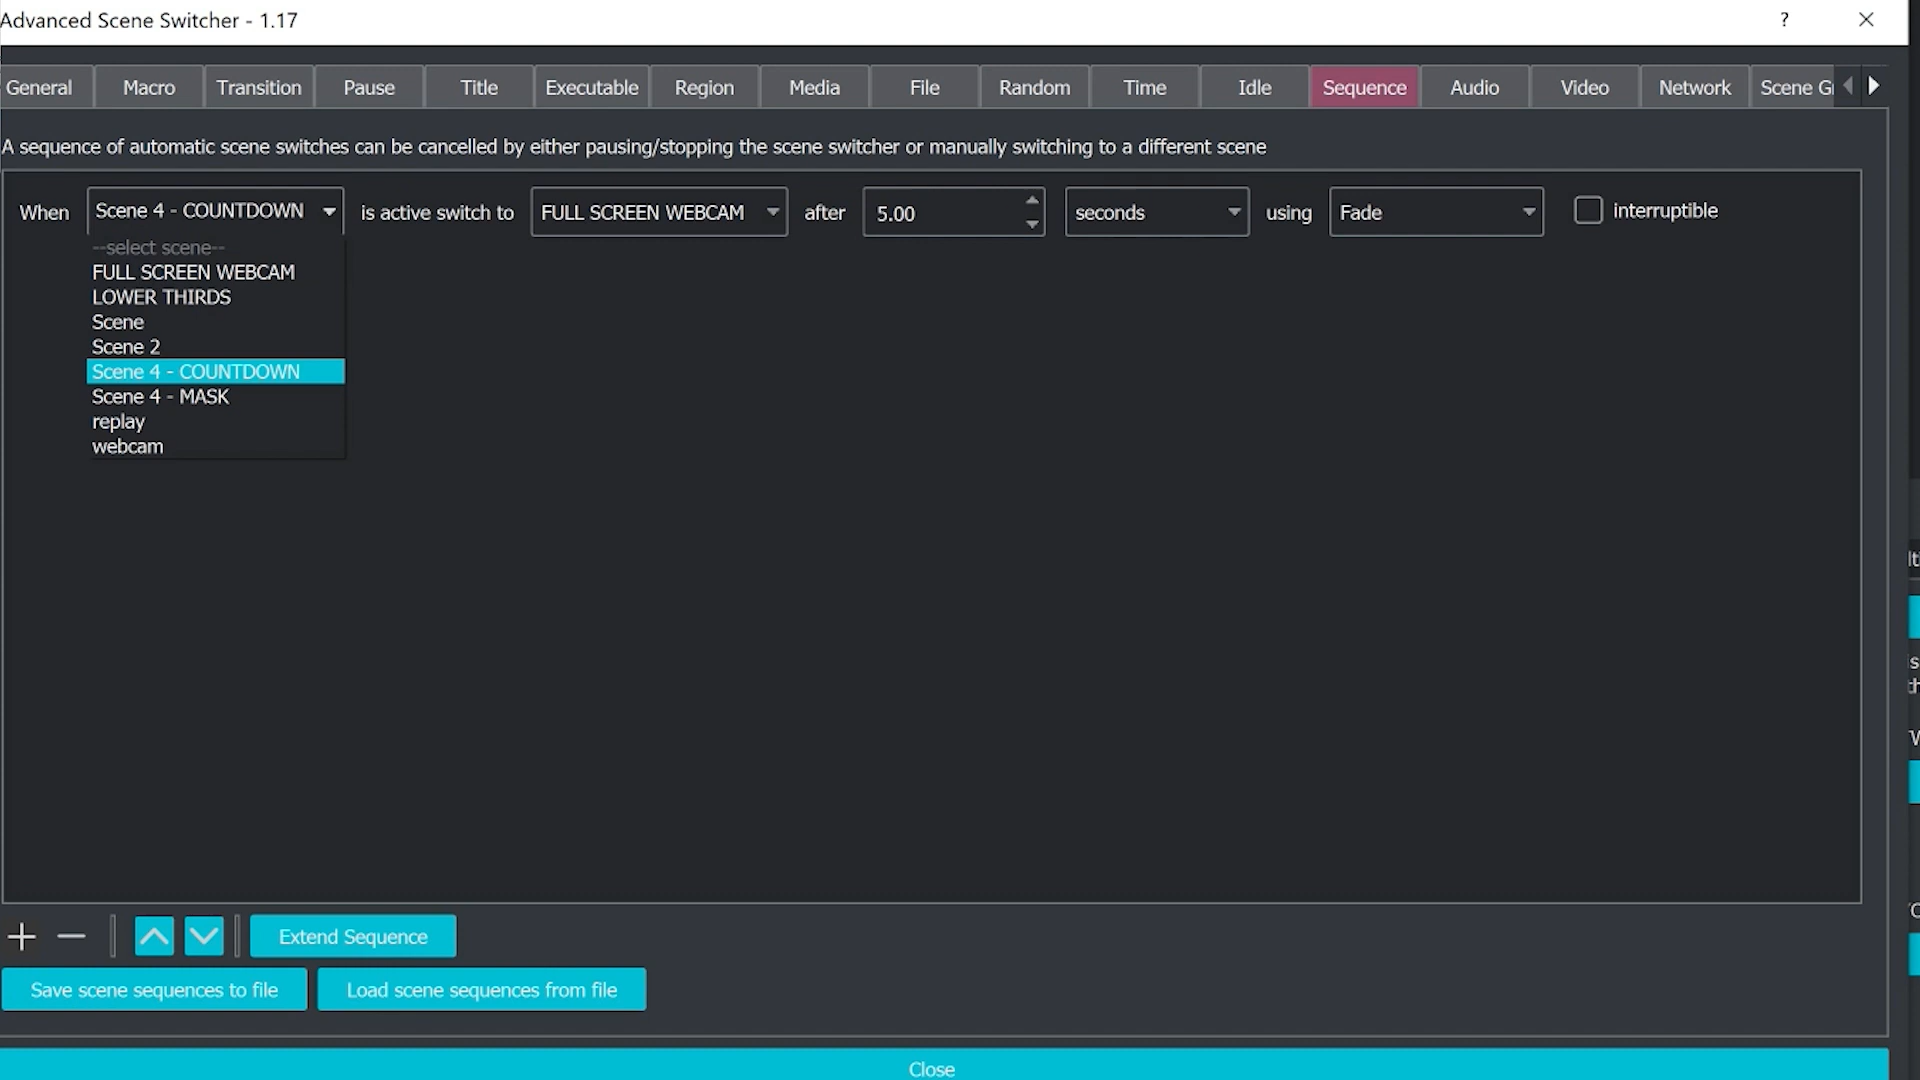 Advanced Scene Switcher - 1.17 ?
General Macro Transition Pause Title Executable Region Media File Random Time Idle Sequence Audio Video Network Scene G
A sequence of automatic scene switches can be cancelled by either pausing/stopping the scene switcher or manually switching to a different scene
When Scene 4 - COUNTDOWN is active switch to FULL SCREEN WEBCAM after 5.00 seconds using Fade interruptible
--select scene--
FULL SCREEN WEBCAM
LOWER THIRDS
Scene
Scene 2
Scene 4 - COUNTDOWN
Scene 4 - MASK
replay
webcam
Extend Sequence
Save scene sequences to file Load scene sequences from file
Close